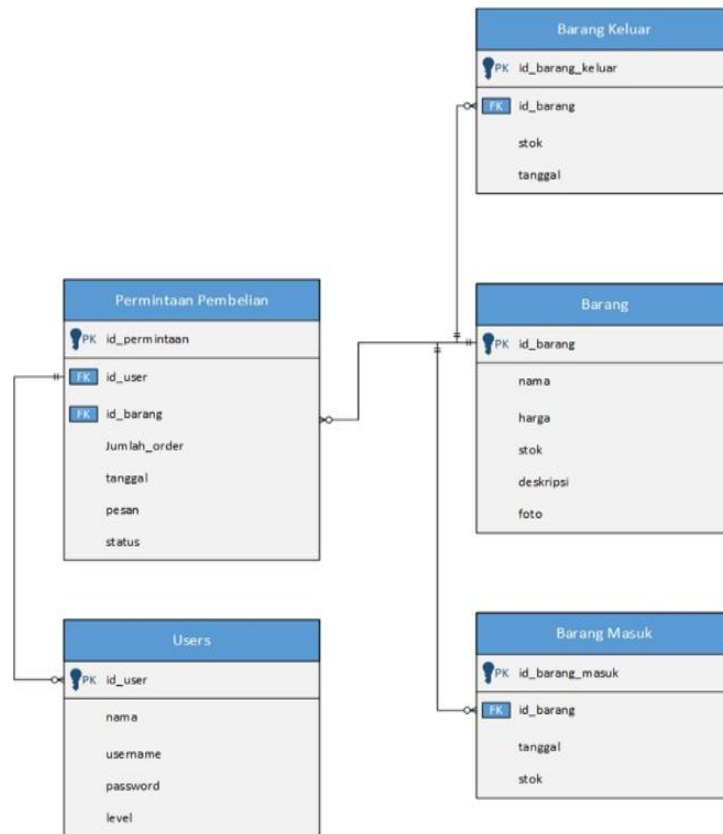 Barang Keluar
PK id_barang_keluar
FK id_barang
stok
tanggal
Permintaan Pembelian
PK id_permintaan
FK id_user
FK id_barang
Jumlah_order
tanggal
pesan
status
Barang
PK id_barang
nama
harga
stok
deskripsi
foto
Users
PK id_user
nama
username
password
level
Barang Masuk
PK id_barang_masuk
FK id_barang
tanggal
stok